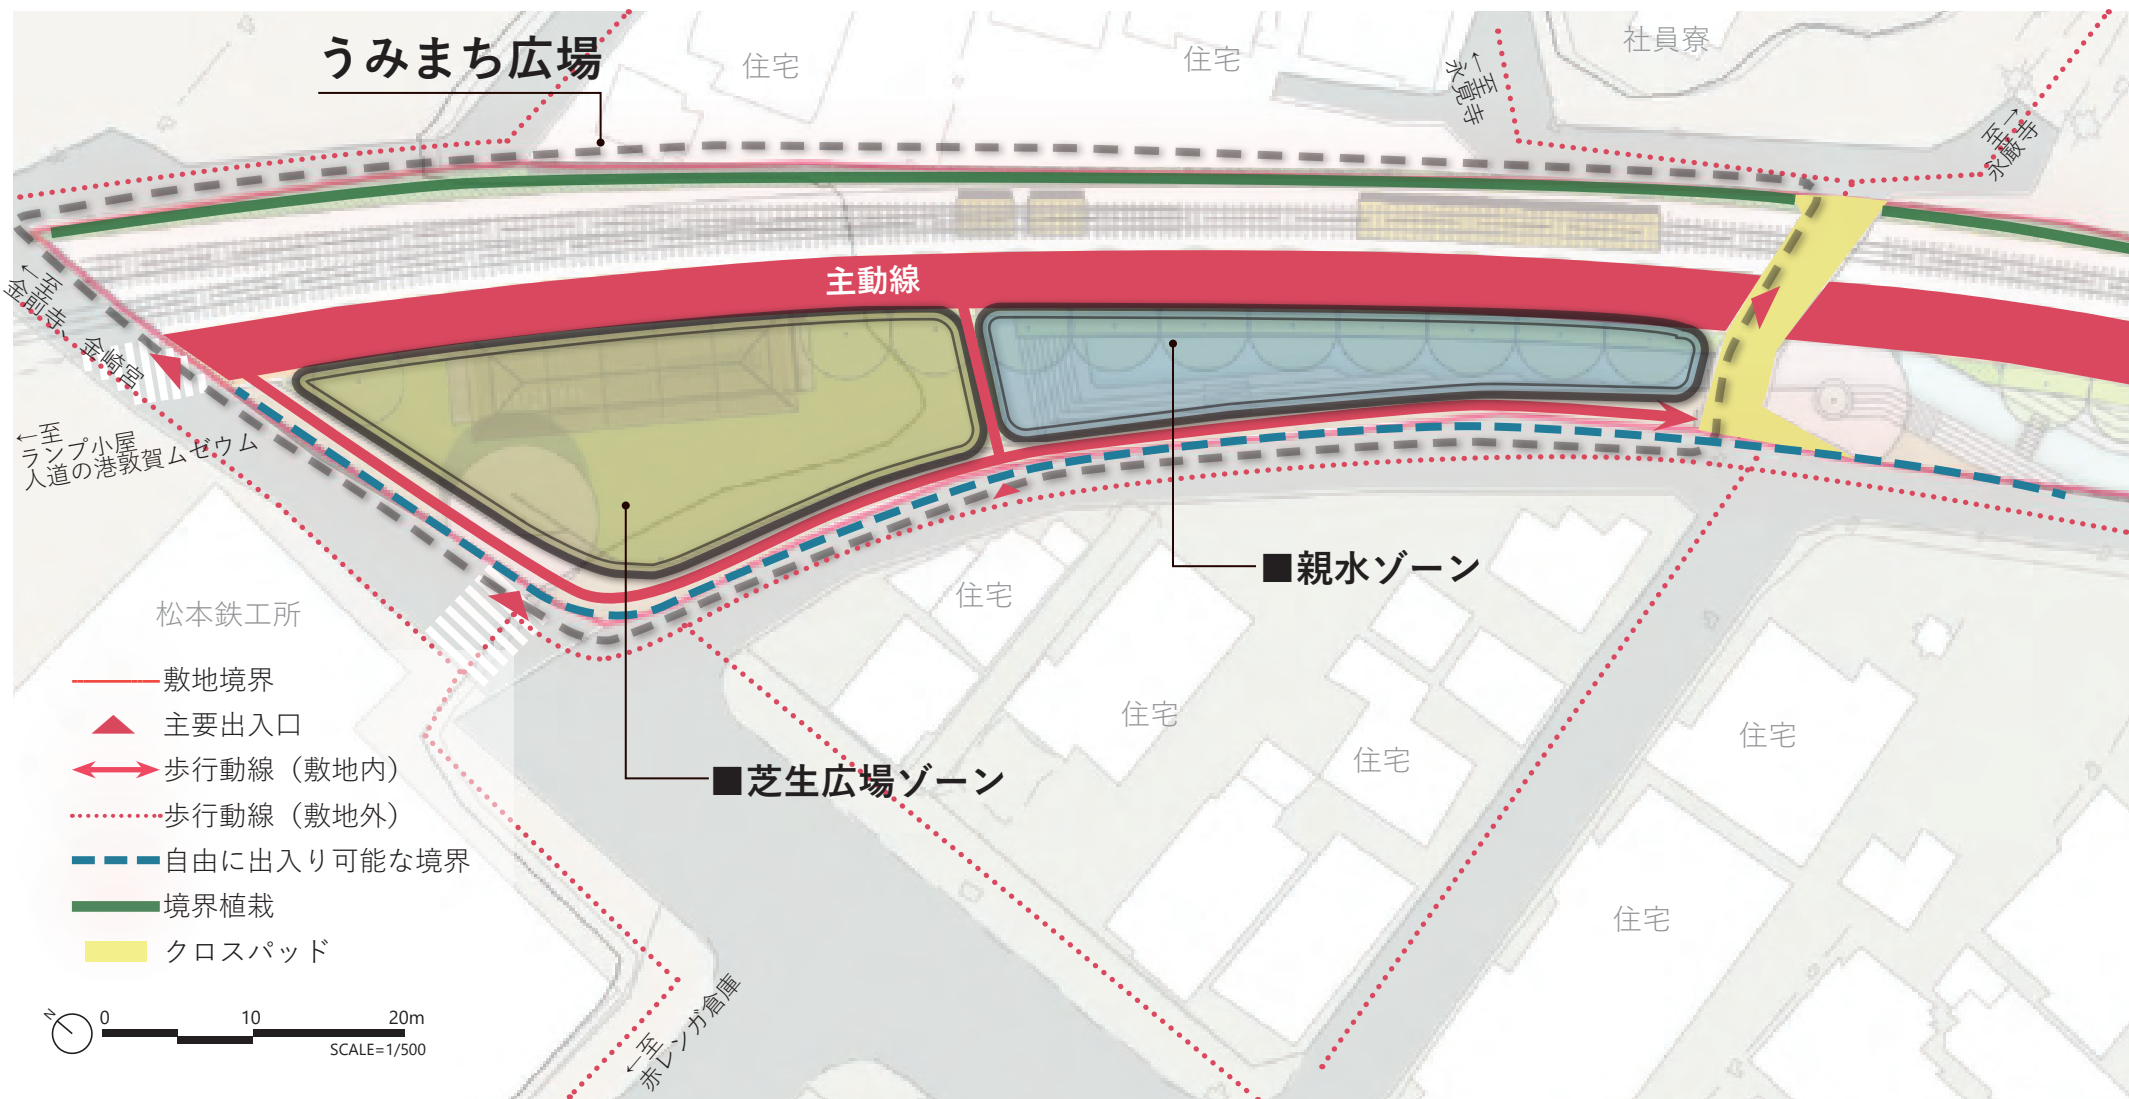 うみまち広場
住宅
住宅
社員寮
←至
永覚寺
至→
永厳寺
主動線
←至
金前寺、
金崎宮
←至
ランプ小屋
人道の港敦賀ムゼウム
■親水ゾーン
住宅
松本鉄工所
敷地境界
主要出入口
歩行動線（敷地内）
歩行動線（敷地外）
自由に出入り可能な境界
境界植栽
クロスパッド
住宅
住宅
住宅
■芝生広場ゾーン
住宅
←至
赤レンガ倉庫
N
0 10 20m
SCALE=1/500